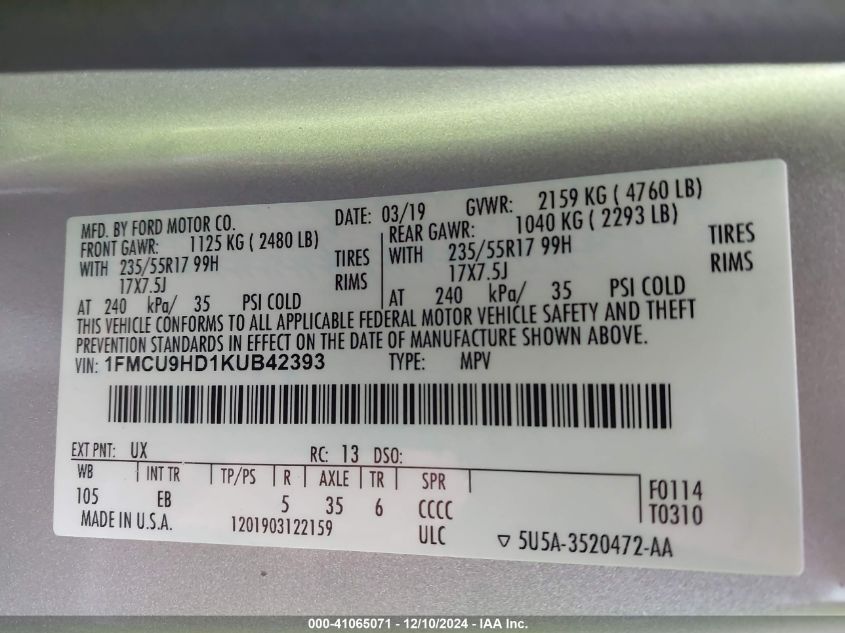 MFD. BY FORD MOTOR CO. DATE: 03/19 GVWR: 2159 KG ( 4760 LB)
FRONT GAWR: 1125 KG ( 2480 LB) REAR GAWR: 1040 KG ( 2293 LB)
WITH 235/55R17 99H TIRES WITH 235/55R17 99H TIRES
17X7.5J RIMS 17X7.5J RIMS
AT 240 kPa/ 35 PSI COLD AT 240 kPa/ 35 PSI COLD
THIS VEHICLE CONFORMS TO ALL APPLICABLE FEDERAL MOTOR VEHICLE SAFETY AND THEFT
PREVENTION STANDARDS IN EFFECT ON THE DATE OF MANUFACTURE SHOWN ABOVE.
VIN: 1FMCU9HD1KUB42393 TYPE: MPV
EXT PNT: UX RC: 13 DSO:
WB INT TR TP/PS R AXLE TR SPR
105 EB 5 35 6 CCCC F0114
MADE IN U.S.A. 1201903122159 ULC T0310
5U5A-3520472-AA
000-41065071 - 12/10/2024 - IAA Inc.